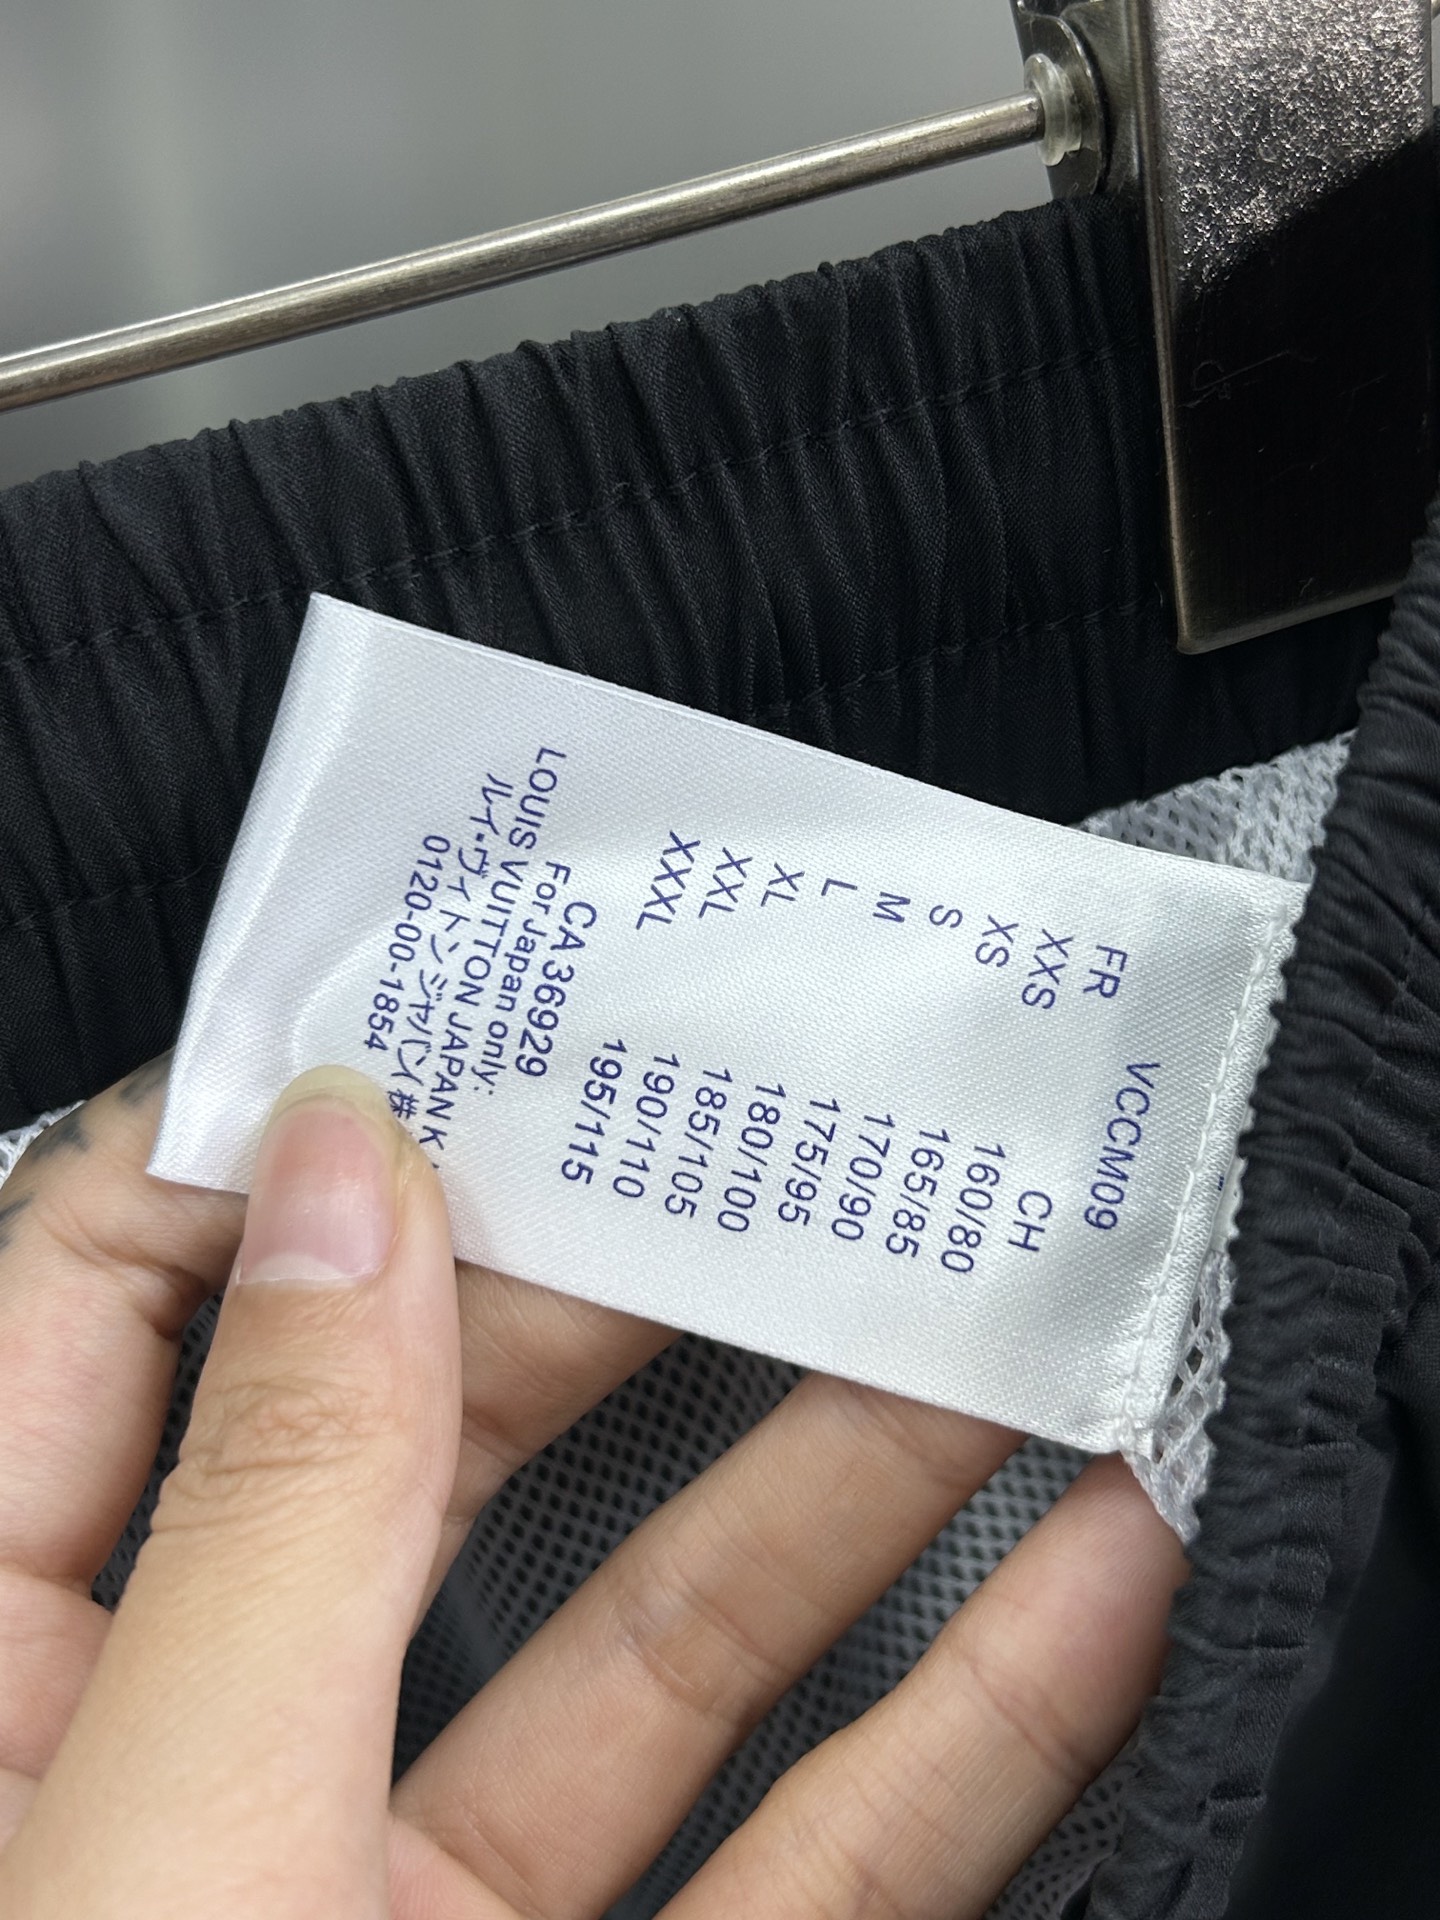 VCCM09
FR CH
XXS 160/80
XS 165/85
S 170/90
M 175/95
L 180/100
XL 185/105
XXL 190/110
XXXL 195/115
CA 36929
For Japan only:
LOUIS VUITTON JAPAN K.
ルイ・ヴィトン ジャパン 株
0120-00-1854